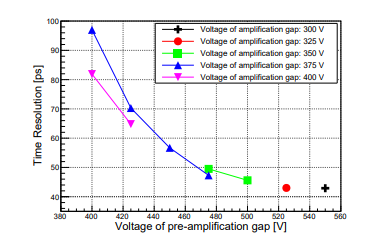 100
90
80
70
60
50
40
Time Resolution [ps]
Voltage of amplification gap: 300 V
Voltage of amplification gap: 325 V
Voltage of amplification gap: 350 V
Voltage of amplification gap: 375 V
Voltage of amplification gap: 400 V
380 400 420 440 460 480 500 520 540 560
Voltage of pre-amplification gap [V]